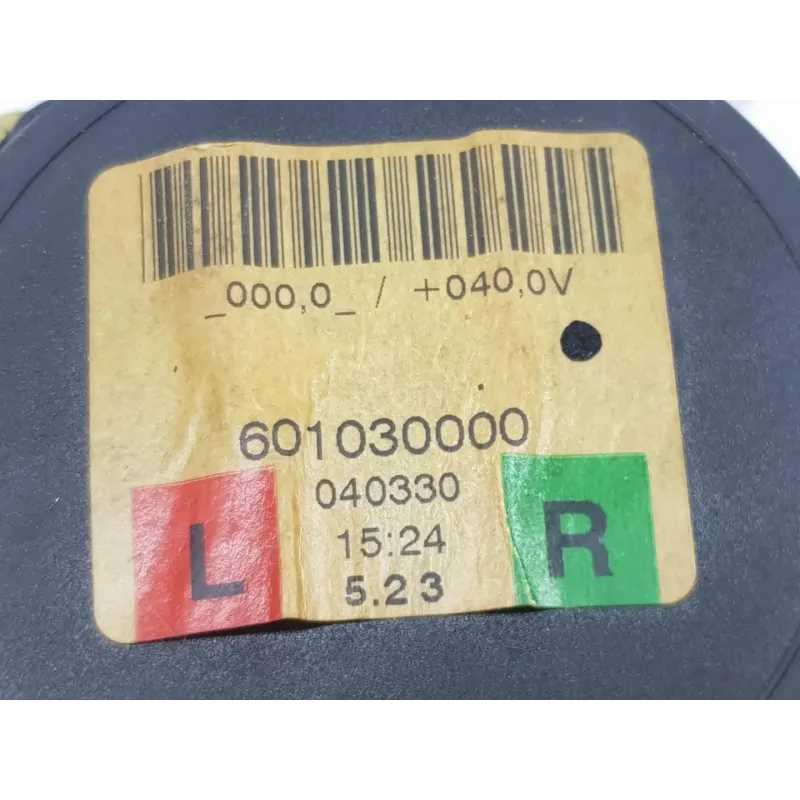 _000,0_ / +040,0V
601030000
040330
L
15:24
R
5.23